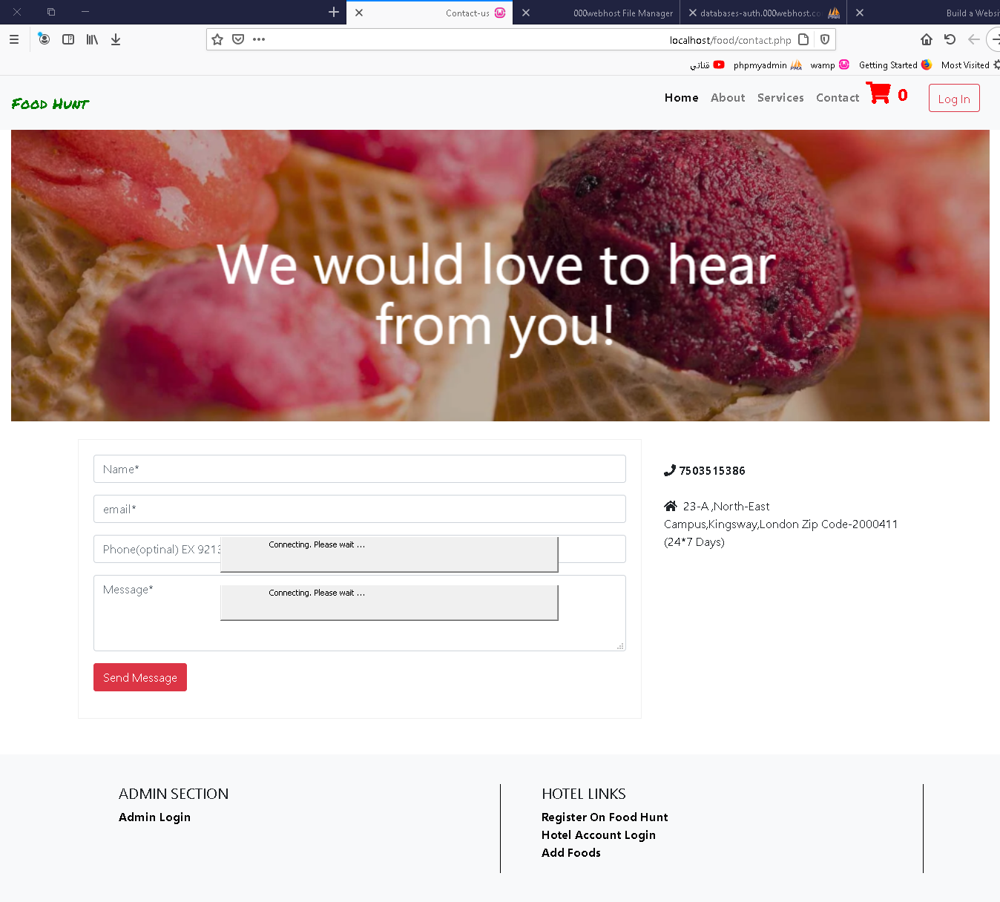 Contact-us
000webhost File Manager
databases-auth.000webhost.co
Build a Websi
localhost/food/contact.php
قناتي
phpmyadmin
wamp
Getting Started
Most Visited
Food Hunt
Home
About
Services
Contact
0
Log In
We would love to hear
from you!
Name*
email*
Phone(optinal) EX 9213
Connecting. Please wait ...
Message*
Connecting. Please wait ...
Send Message
7503515386
23-A ,North-East
Campus,Kingsway,London Zip Code-2000411
(24*7 Days)
ADMIN SECTION
Admin Login
HOTEL LINKS
Register On Food Hunt
Hotel Account Login
Add Foods